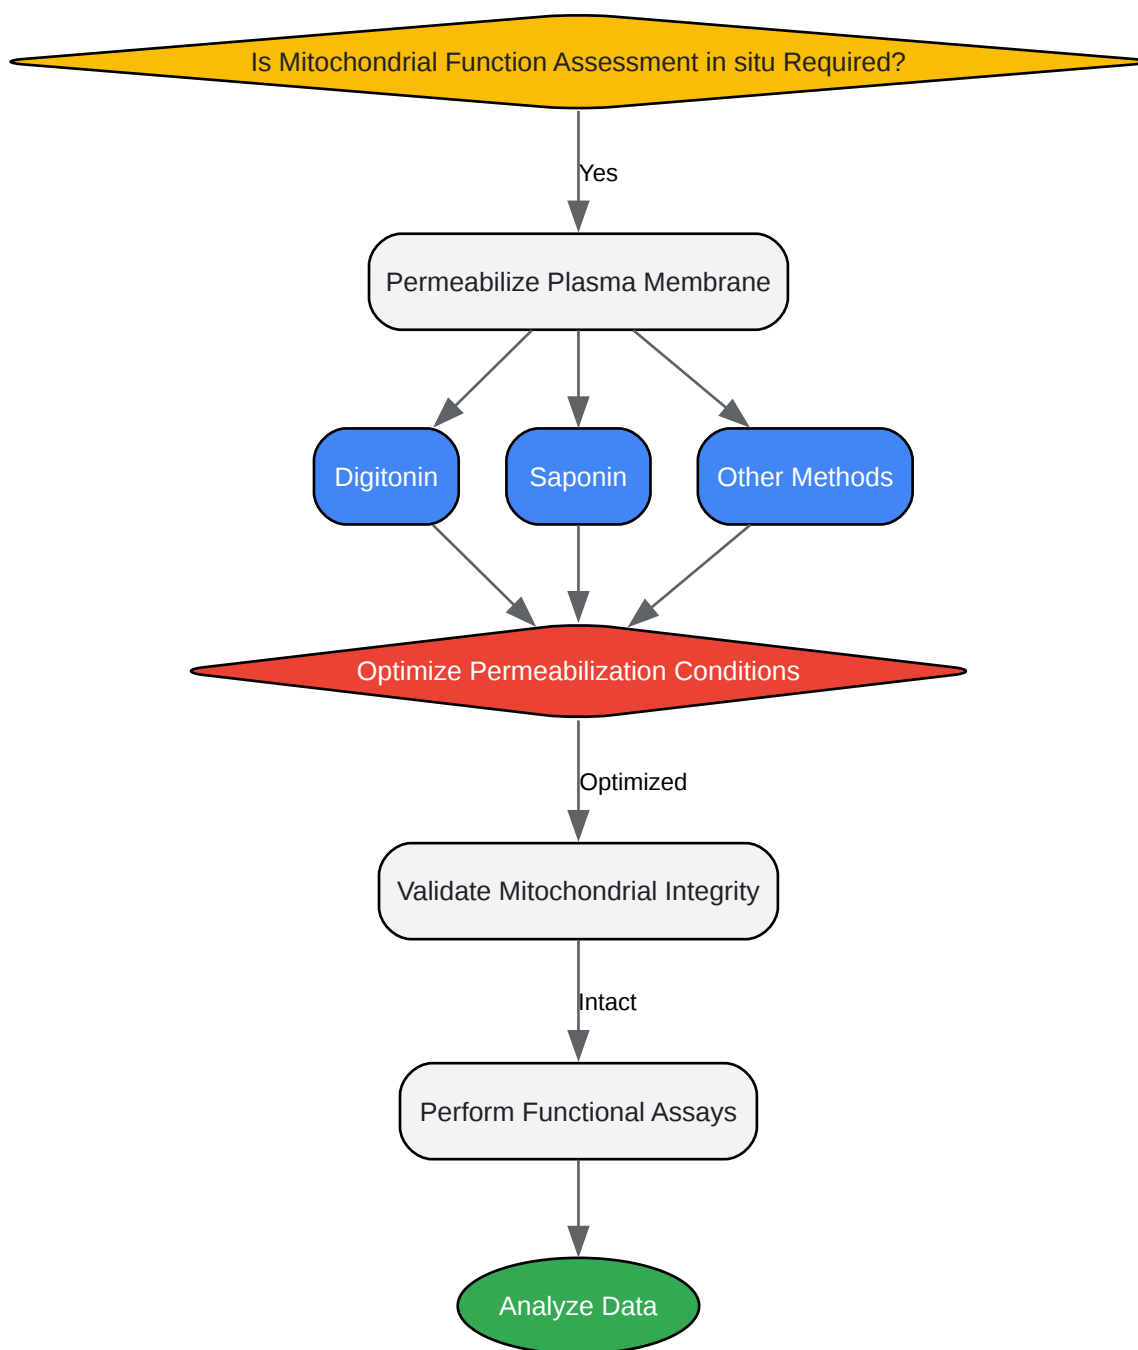 Is Mitochondrial Function Assessment in situ Required?
Yes
Permeabilize Plasma Membrane
Digitonin
Saponin
Other Methods
Optimize Permeabilization Conditions
Optimized
Validate Mitochondrial Integrity
Intact
Perform Functional Assays
Analyze Data